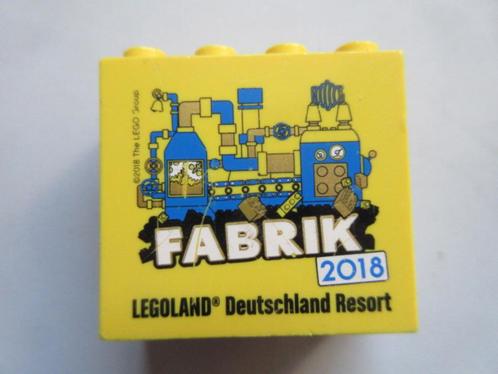 ©2018 The LEGO Group
FABRIK
2018
LEGOLAND® Deutschland Resort